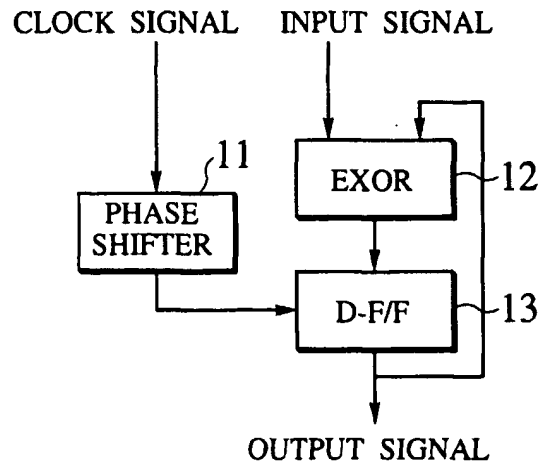 CLOCK SIGNAL
INPUT SIGNAL
11
PHASE
SHIFTER
EXOR
12
D-F/F
13
OUTPUT SIGNAL